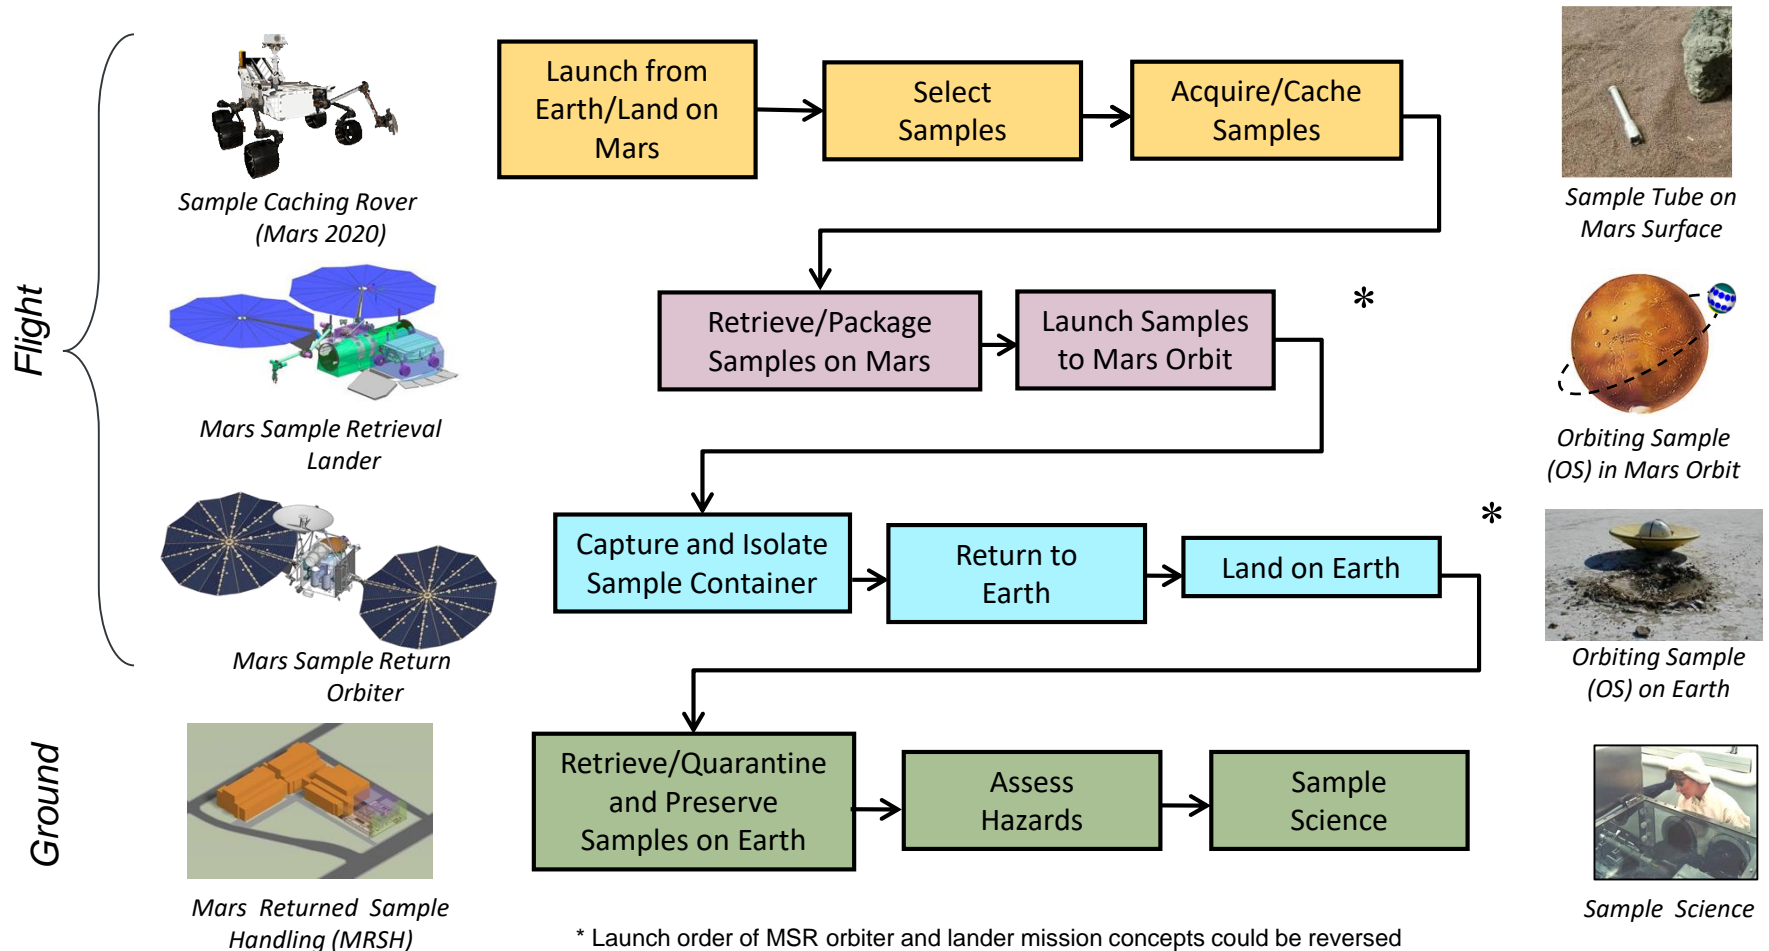 Flight
Sample Caching Rover
(Mars 2020)
Launch from
Earth/Land on
Mars
Select
Samples
Acquire/Cache
Samples
Sample Tube on
Mars Surface
Mars Sample Retrieval
Lander
Retrieve/Package
Samples on Mars
Launch Samples
to Mars Orbit
*
Orbiting Sample
(OS) in Mars Orbit
Mars Sample Return
Orbiter
Capture and Isolate
Sample Container
Return to
Earth
Land on Earth
*
Orbiting Sample
(OS) on Earth
Ground
Mars Returned Sample
Handling (MRSH)
Retrieve/Quarantine
and Preserve
Samples on Earth
Assess
Hazards
Sample
Science
Sample Science
* Launch order of MSR orbiter and lander mission concepts could be reversed